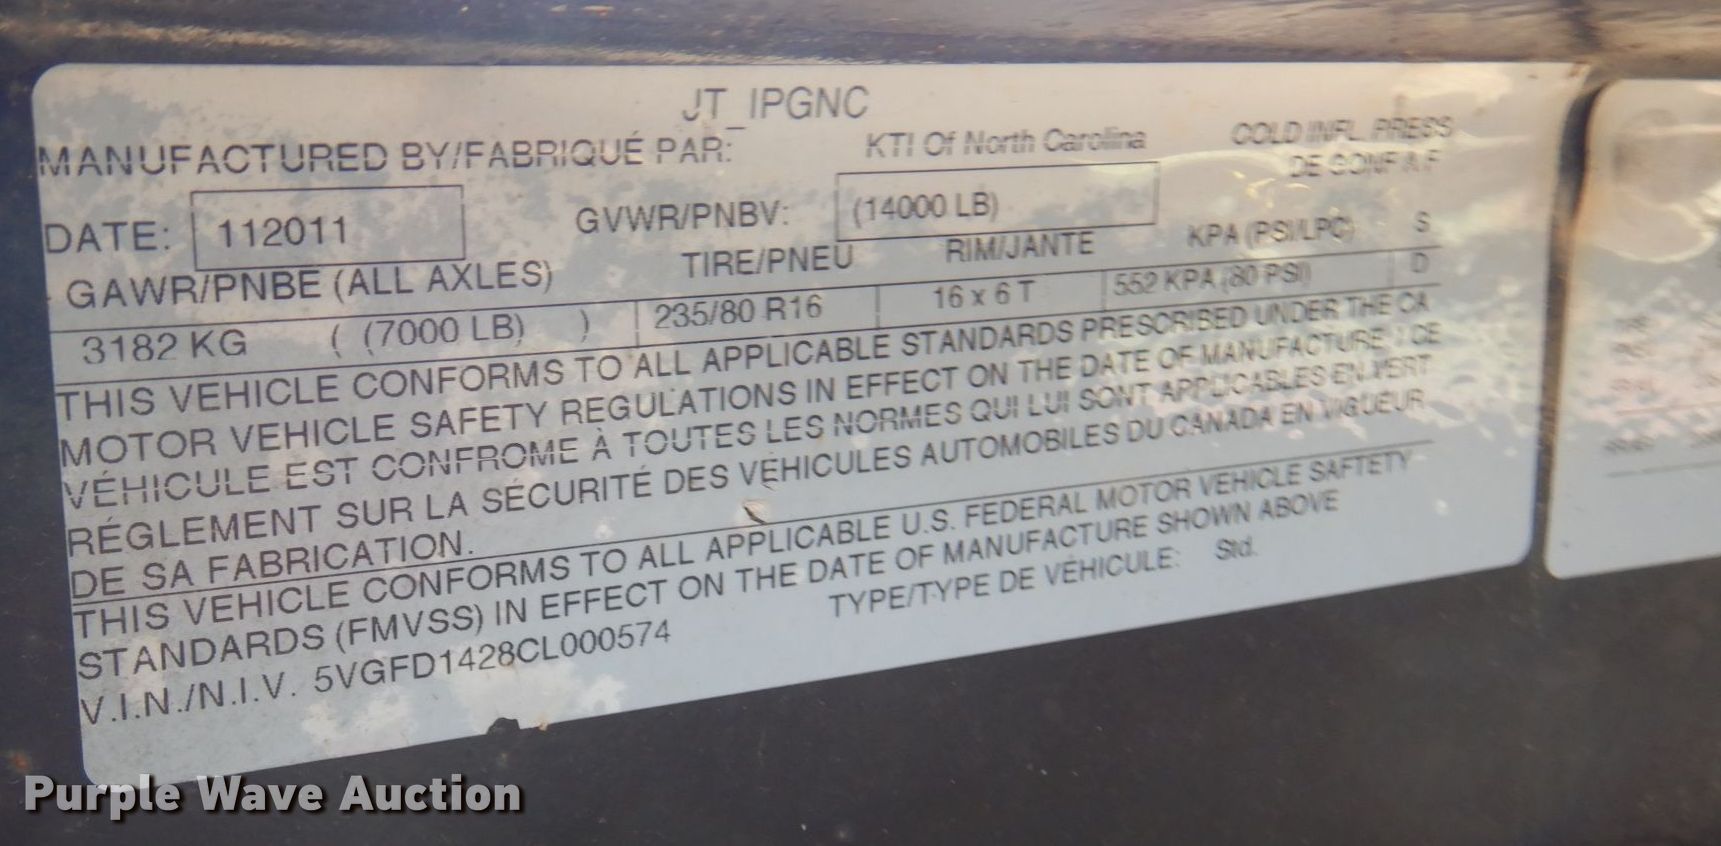 JT_IPGNC
MANUFACTURED BY/FABRIQUÉ PAR: KTI Of North Carolina COLD INFL. PRESS
DE GONF A F
DATE: 112011 GVWR/PNBV: (14000 LB)
GAWR/PNBE (ALL AXLES) TIRE/PNEU RIM/JANTE KPA (PSI/LPC) S
3182 KG ( (7000 LB) ) 235/80 R16 16 x 6 T 552 KPA (80 PSI) D
THIS VEHICLE CONFORMS TO ALL APPLICABLE STANDARDS PRESCRIBED UNDER THE CA
MOTOR VEHICLE SAFETY REGULATIONS IN EFFECT ON THE DATE OF MANUFACTURE / CE
VÉHICULE EST CONFROME À TOUTES LES NORMES QUI LUI SONT APPLICABLES EN VERT
RÉGLEMENT SUR LA SÉCURITÉ DES VÉHICULES AUTOMOBILES DU CANADA EN VIGUEUR
DE SA FABRICATION.
THIS VEHICLE CONFORMS TO ALL APPLICABLE U.S. FEDERAL MOTOR VEHICLE SAFTETY
STANDARDS (FMVSS) IN EFFECT ON THE DATE OF MANUFACTURE SHOWN ABOVE
V.I.N./N.I.V. 5VGFD1428CL000574 TYPE/TYPE DE VÉHICULE: Std.
Purple Wave Auction